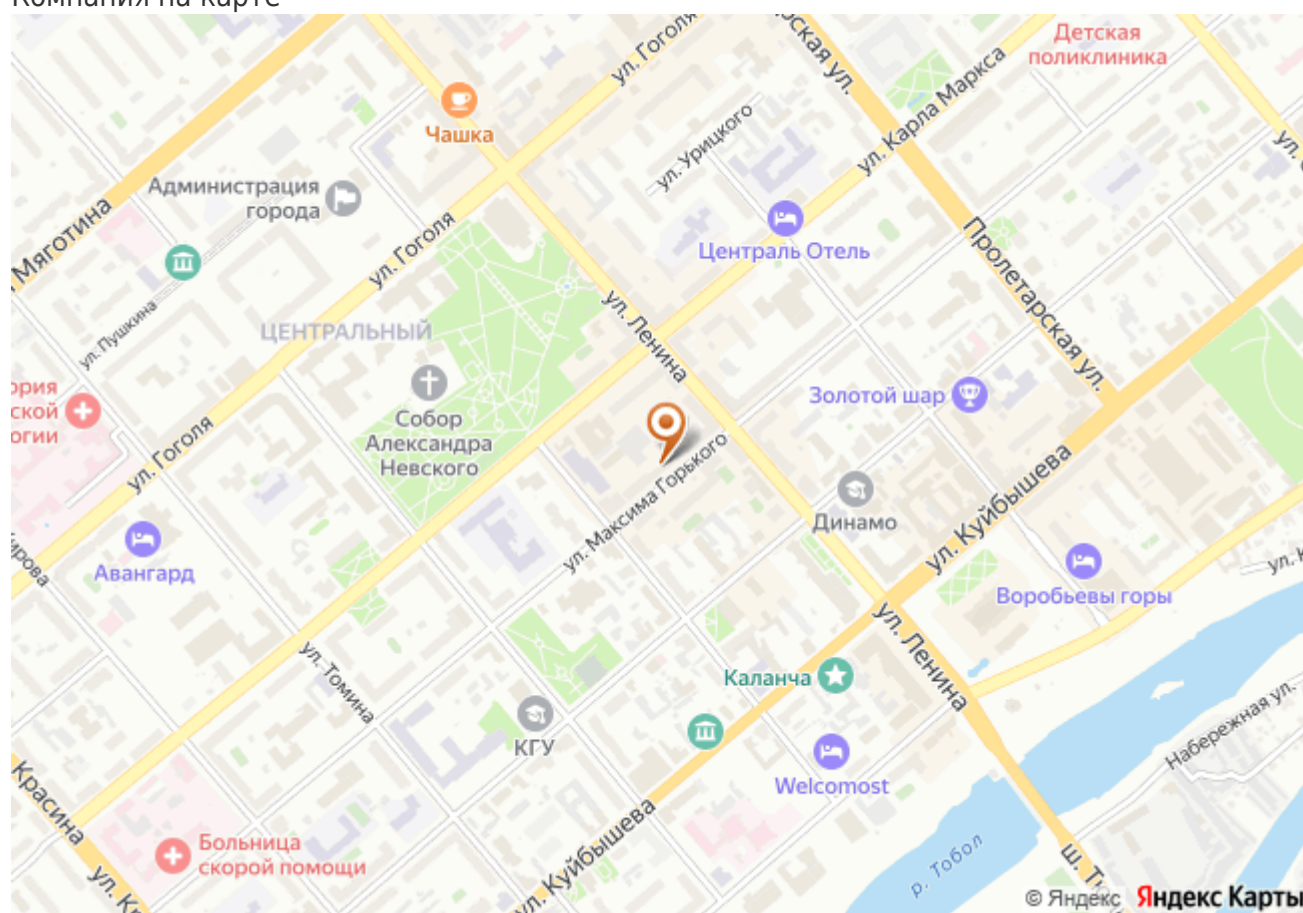 Компания на карте
ул. Гоголя
Детская
поликлиника
ул. Карла Маркса
Чашка
ул. Урицкого
Администрация
города
Мяготина
ул. Гоголя
Централь Отель
Пролетарская ул.
ул. Пушкина
ЦЕНТРАЛЬНЫЙ
ул. Ленина
Золотой шар
Собор
Александра
Невского
ул. Гоголя
ул. Максима Горького
ул. Куйбышева
Динамо
Авангард
Воробьевы горы
ул. Ленина
ул. Томина
Каланча
КГУ
Набережная ул.
Welcomost
Красина
ул. Куйбышева
Больница
скорой помощи
р. Тобол
© Яндекс Яндекс Карты